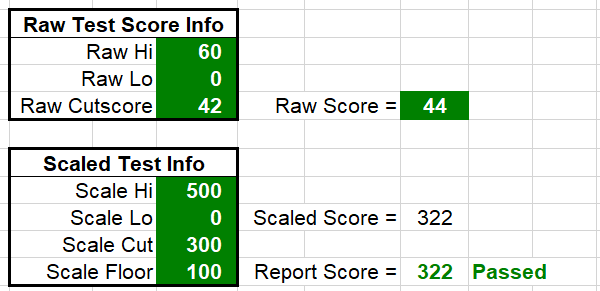 Raw Test Score Info
Raw Hi 60
Raw Lo 0
Raw Cutscore 42 Raw Score = 44
Scaled Test Info
Scale Hi 500
Scale Lo 0 Scaled Score = 322
Scale Cut 300
Scale Floor 100 Report Score = 322 Passed